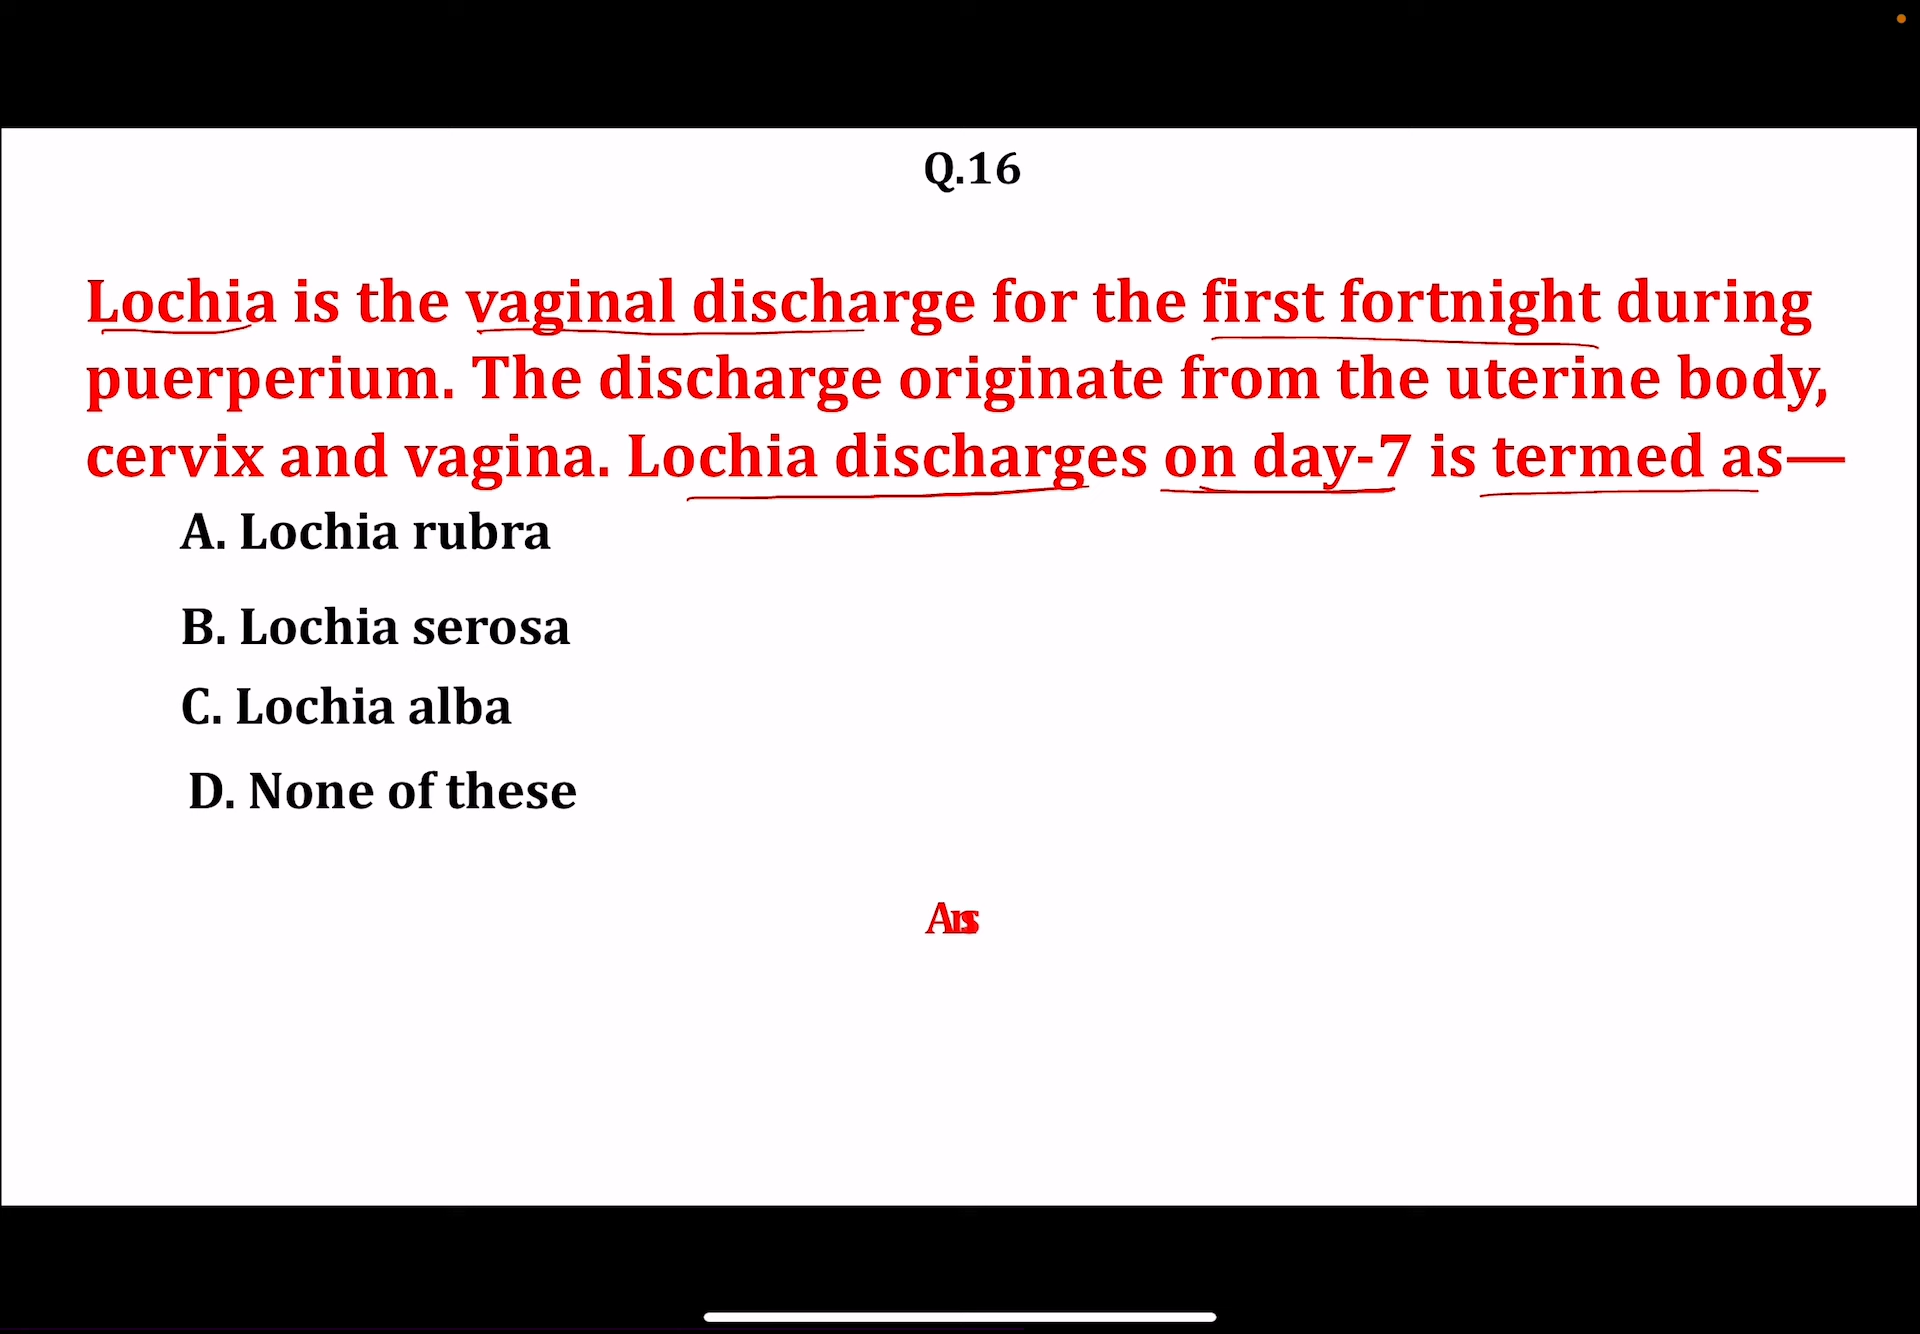 Q.16
Lochia is the vaginal discharge for the first fortnight during
puerperium. The discharge originate from the uterine body,
cervix and vagina. Lochia discharges on day-7 is termed as—
A. Lochia rubra
B. Lochia serosa
C. Lochia alba
D. None of these
Ans